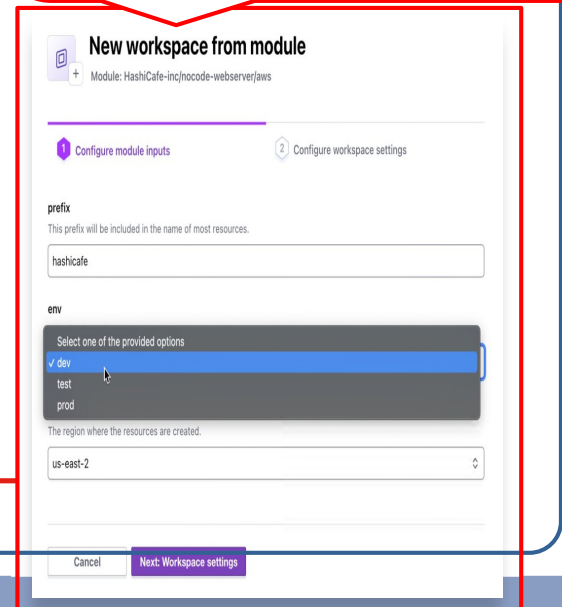 New workspace from module
Module: HashiCafe-inc/nocode-webserver/aws
1 Configure module inputs
2 Configure workspace settings
prefix
This prefix will be included in the name of most resources.
hashicafe
env
Select one of the provided options
✓ dev
test
prod
The region where the resources are created.
us-east-2
Cancel
Next: Workspace settings